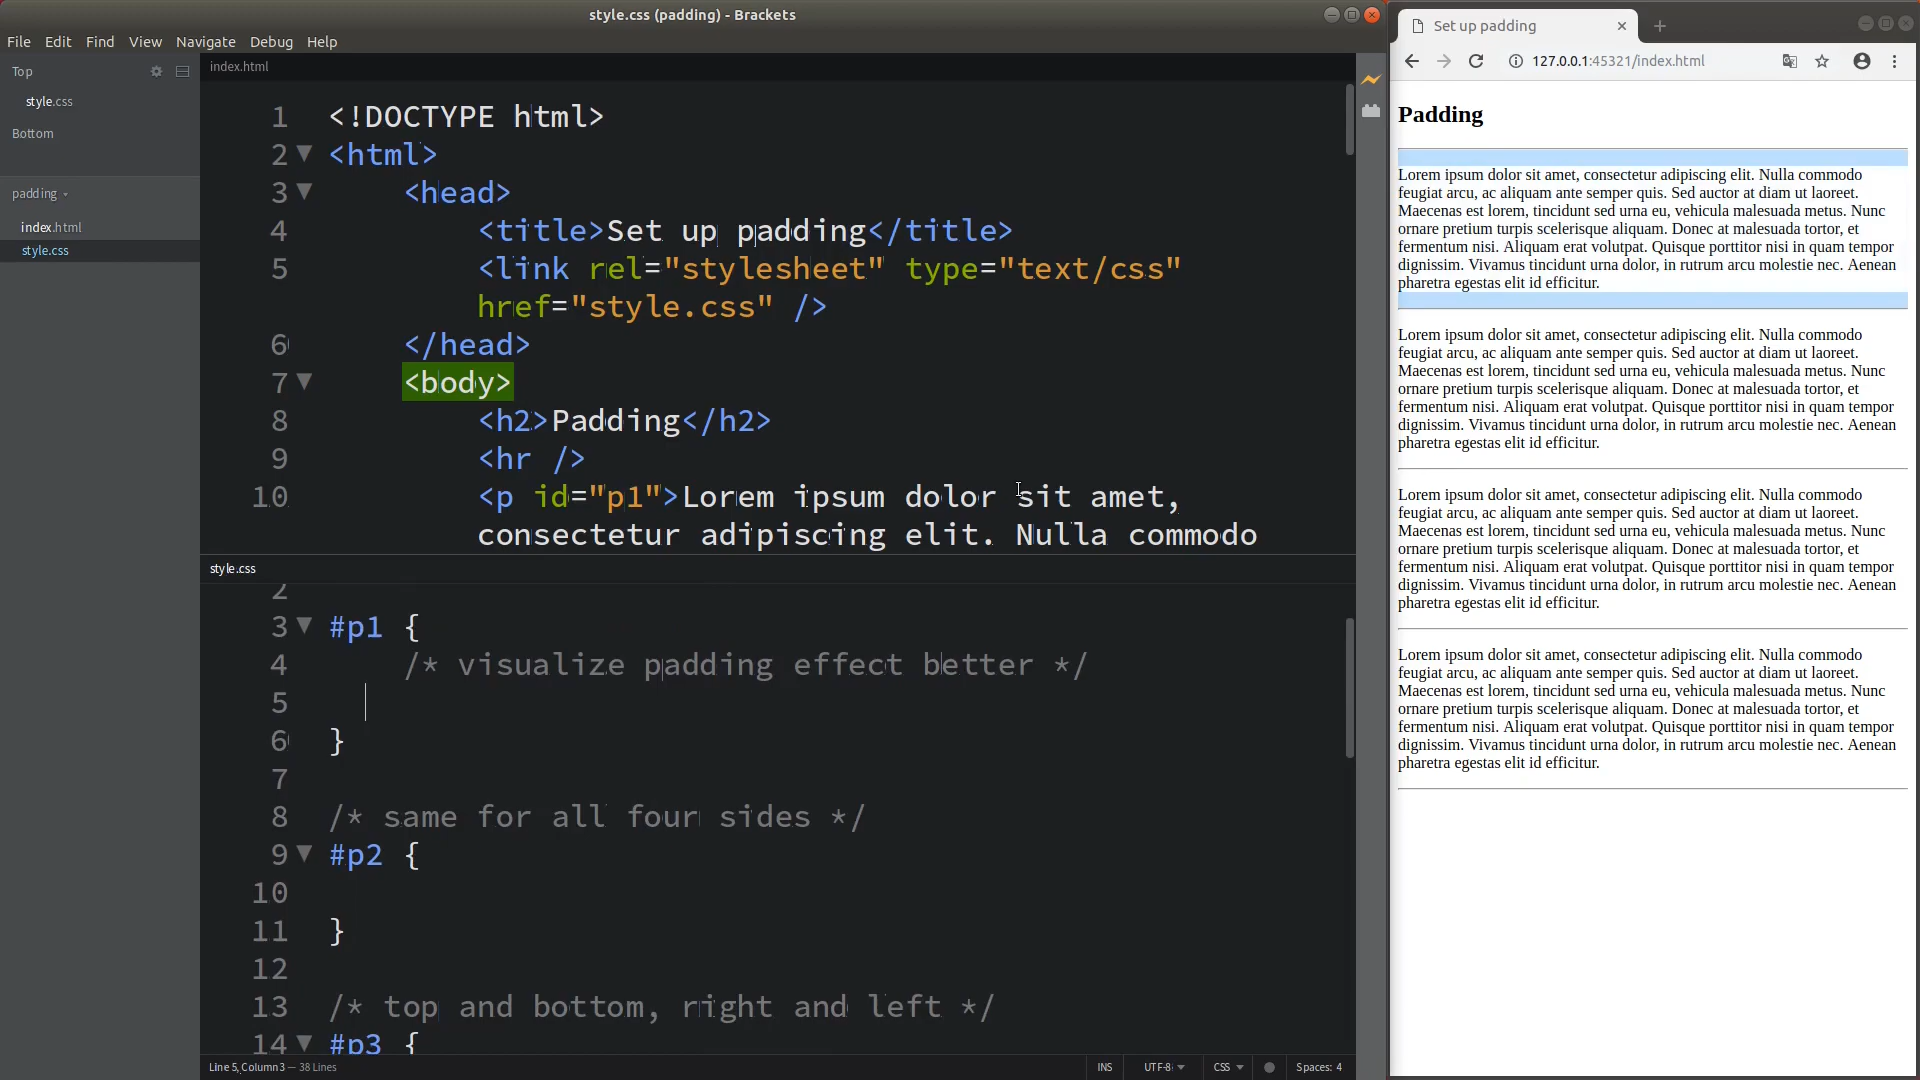 style.css (padding) - Brackets
File Edit Find View Navigate Debug Help
Top
style.css
Bottom
padding
index.html
style.css
index.html
1 <!DOCTYPE html>
2 <html>
3 <head>
4 <title>Set up padding</title>
5 <link rel="stylesheet" type="text/css"
href="style.css" />
6 </head>
7 <body>
8 <h2>Padding</h2>
9 <hr />
10 <p id="p1">Lorem ipsum dolor sit amet,
consectetur adipiscing elit. Nulla commodo
style.css
2
3 #p1 {
4 /* visualize padding effect better */
5
6 }
7
8 /* same for all four sides */
9 #p2 {
10
11 }
12
13 /* top and bottom, right and left */
14 #p3 {
Line 5, Column 3 — 38 Lines
INS UTF-8 CSS Spaces: 4
Set up padding
127.0.0.1:45321/index.html
Padding
Lorem ipsum dolor sit amet, consectetur adipiscing elit. Nulla commodo
feugiat arcu, ac aliquam ante semper quis. Sed auctor at diam ut laoreet.
Maecenas est lorem, tincidunt sed urna eu, vehicula malesuada metus. Nunc
ornare pretium turpis scelerisque aliquam. Donec at malesuada tortor, et
fermentum nisi. Aliquam erat volutpat. Quisque porttitor nisi in quam tempor
dignissim. Vivamus tincidunt urna dolor, in rutrum arcu molestie nec. Aenean
pharetra egestas elit id efficitur.
Lorem ipsum dolor sit amet, consectetur adipiscing elit. Nulla commodo
feugiat arcu, ac aliquam ante semper quis. Sed auctor at diam ut laoreet.
Maecenas est lorem, tincidunt sed urna eu, vehicula malesuada metus. Nunc
ornare pretium turpis scelerisque aliquam. Donec at malesuada tortor, et
fermentum nisi. Aliquam erat volutpat. Quisque porttitor nisi in quam tempor
dignissim. Vivamus tincidunt urna dolor, in rutrum arcu molestie nec. Aenean
pharetra egestas elit id efficitur.
Lorem ipsum dolor sit amet, consectetur adipiscing elit. Nulla commodo
feugiat arcu, ac aliquam ante semper quis. Sed auctor at diam ut laoreet.
Maecenas est lorem, tincidunt sed urna eu, vehicula malesuada metus. Nunc
ornare pretium turpis scelerisque aliquam. Donec at malesuada tortor, et
fermentum nisi. Aliquam erat volutpat. Quisque porttitor nisi in quam tempor
dignissim. Vivamus tincidunt urna dolor, in rutrum arcu molestie nec. Aenean
pharetra egestas elit id efficitur.
Lorem ipsum dolor sit amet, consectetur adipiscing elit. Nulla commodo
feugiat arcu, ac aliquam ante semper quis. Sed auctor at diam ut laoreet.
Maecenas est lorem, tincidunt sed urna eu, vehicula malesuada metus. Nunc
ornare pretium turpis scelerisque aliquam. Donec at malesuada tortor, et
fermentum nisi. Aliquam erat volutpat. Quisque porttitor nisi in quam tempor
dignissim. Vivamus tincidunt urna dolor, in rutrum arcu molestie nec. Aenean
pharetra egestas elit id efficitur.